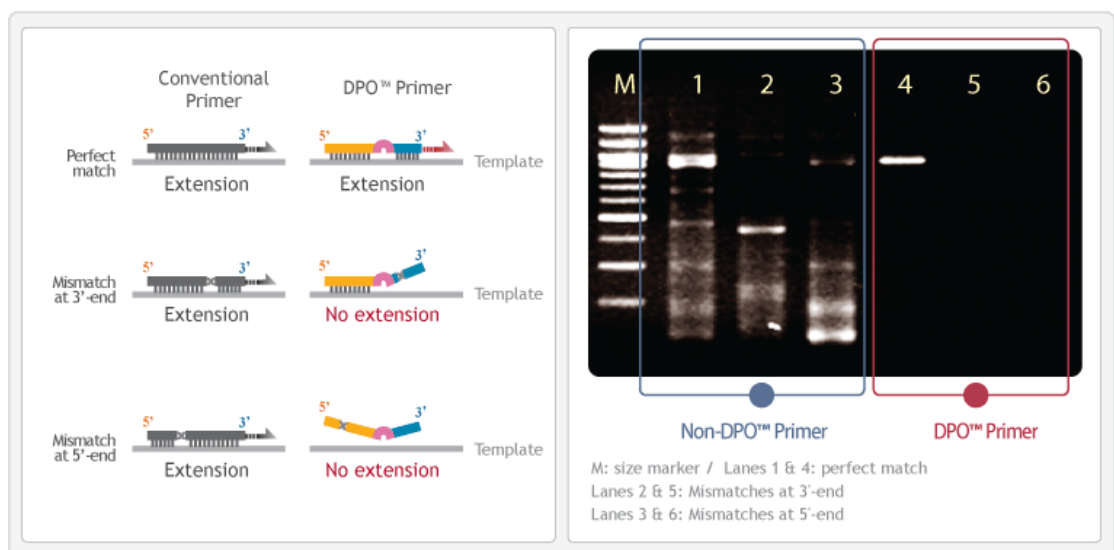 Conventional
Primer
DPO™ Primer
5' 3' 5' 3'
Perfect
match
Template
Extension Extension
5' 3' 5' 3'
Mismatch
at 3'-end
Template
Extension No extension
5' 3' 5' 3'
Mismatch
at 5'-end
Template
Extension No extension
M 1 2 3 4 5 6
Non-DPO™ Primer DPO™ Primer
M: size marker / Lanes 1 & 4: perfect match
Lanes 2 & 5: Mismatches at 3'-end
Lanes 3 & 6: Mismatches at 5'-end